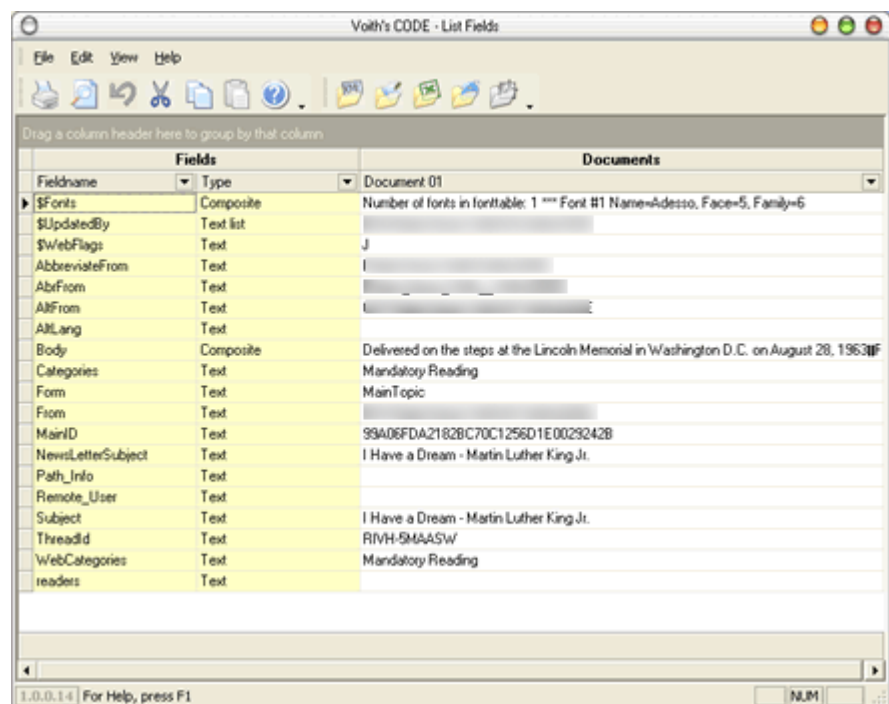 Voith's CODE - List Fields
File Edit View Help
Drag a column header here to group by that column
Fields Documents
Fieldname Type Document 01
$Fonts Composite Number of fonts in fonttable: 1 *** Font #1 Name=Adesso, Face=5, Family=6
$UpdatedBy Text list
$WebFlags Text J
AbbreviateFrom Text
AbrFrom Text
AltFrom Text E
AltLang Text
Body Composite Delivered on the steps at the Lincoln Memorial in Washington D.C. on August 28, 1963
Categories Text Mandatory Reading
Form Text MainTopic
From Text
MainID Text 99A06FDA2182BC70C1256D1E0029242B
NewsLetterSubject Text I Have a Dream - Martin Luther King Jr.
Path_Info Text
Remote_User Text
Subject Text I Have a Dream - Martin Luther King Jr.
ThreadId Text RIVH-5MAASW
WebCategories Text Mandatory Reading
readers Text
1.0.0.14 For Help, press F1 NUM